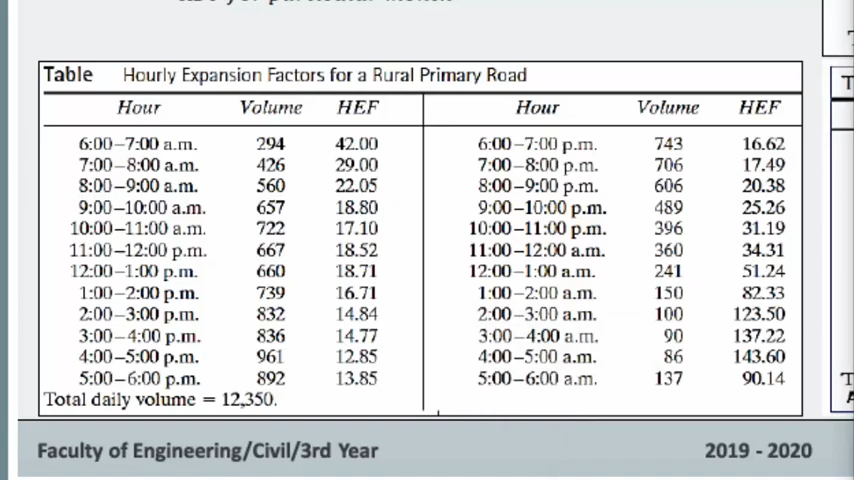 Table Hourly Expansion Factors for a Rural Primary Road
Hour Volume HEF Hour Volume HEF
6:00–7:00 a.m. 294 42.00 6:00–7:00 p.m. 743 16.62
7:00–8:00 a.m. 426 29.00 7:00–8:00 p.m. 706 17.49
8:00–9:00 a.m. 560 22.05 8:00–9:00 p.m. 606 20.38
9:00–10:00 a.m. 657 18.80 9:00–10:00 p.m. 489 25.26
10:00–11:00 a.m. 722 17.10 10:00–11:00 p.m. 396 31.19
11:00–12:00 p.m. 667 18.52 11:00–12:00 a.m. 360 34.31
12:00–1:00 p.m. 660 18.71 12:00–1:00 a.m. 241 51.24
1:00–2:00 p.m. 739 16.71 1:00–2:00 a.m. 150 82.33
2:00–3:00 p.m. 832 14.84 2:00–3:00 a.m. 100 123.50
3:00–4:00 p.m. 836 14.77 3:00–4:00 a.m. 90 137.22
4:00–5:00 p.m. 961 12.85 4:00–5:00 a.m. 86 143.60
5:00–6:00 p.m. 892 13.85 5:00–6:00 a.m. 137 90.14
Total daily volume = 12,350.
Faculty of Engineering/Civil/3rd Year 2019 - 2020